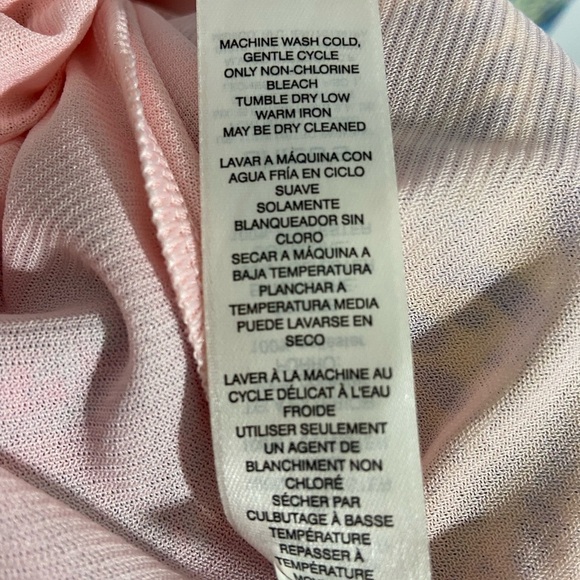 MACHINE WASH COLD,
GENTLE CYCLE
ONLY NON-CHLORINE
BLEACH
TUMBLE DRY LOW
WARM IRON
MAY BE DRY CLEANED
LAVAR A MÁQUINA CON
AGUA FRÍA EN CICLO
SUAVE
SOLAMENTE
BLANQUEADOR SIN
CLORO
SECAR A MÁQUINA A
BAJA TEMPERATURA
PLANCHAR A
TEMPERATURA MEDIA
PUEDE LAVARSE EN
SECO
LAVER À LA MACHINE AU
CYCLE DÉLICAT À L'EAU
FROIDE
UTILISER SEULEMENT
UN AGENT DE
BLANCHIMENT NON
CHLORÉ
SÉCHER PAR
CULBUTAGE À BASSE
TEMPÉRATURE
REPASSER À
TEMPÉRATURE